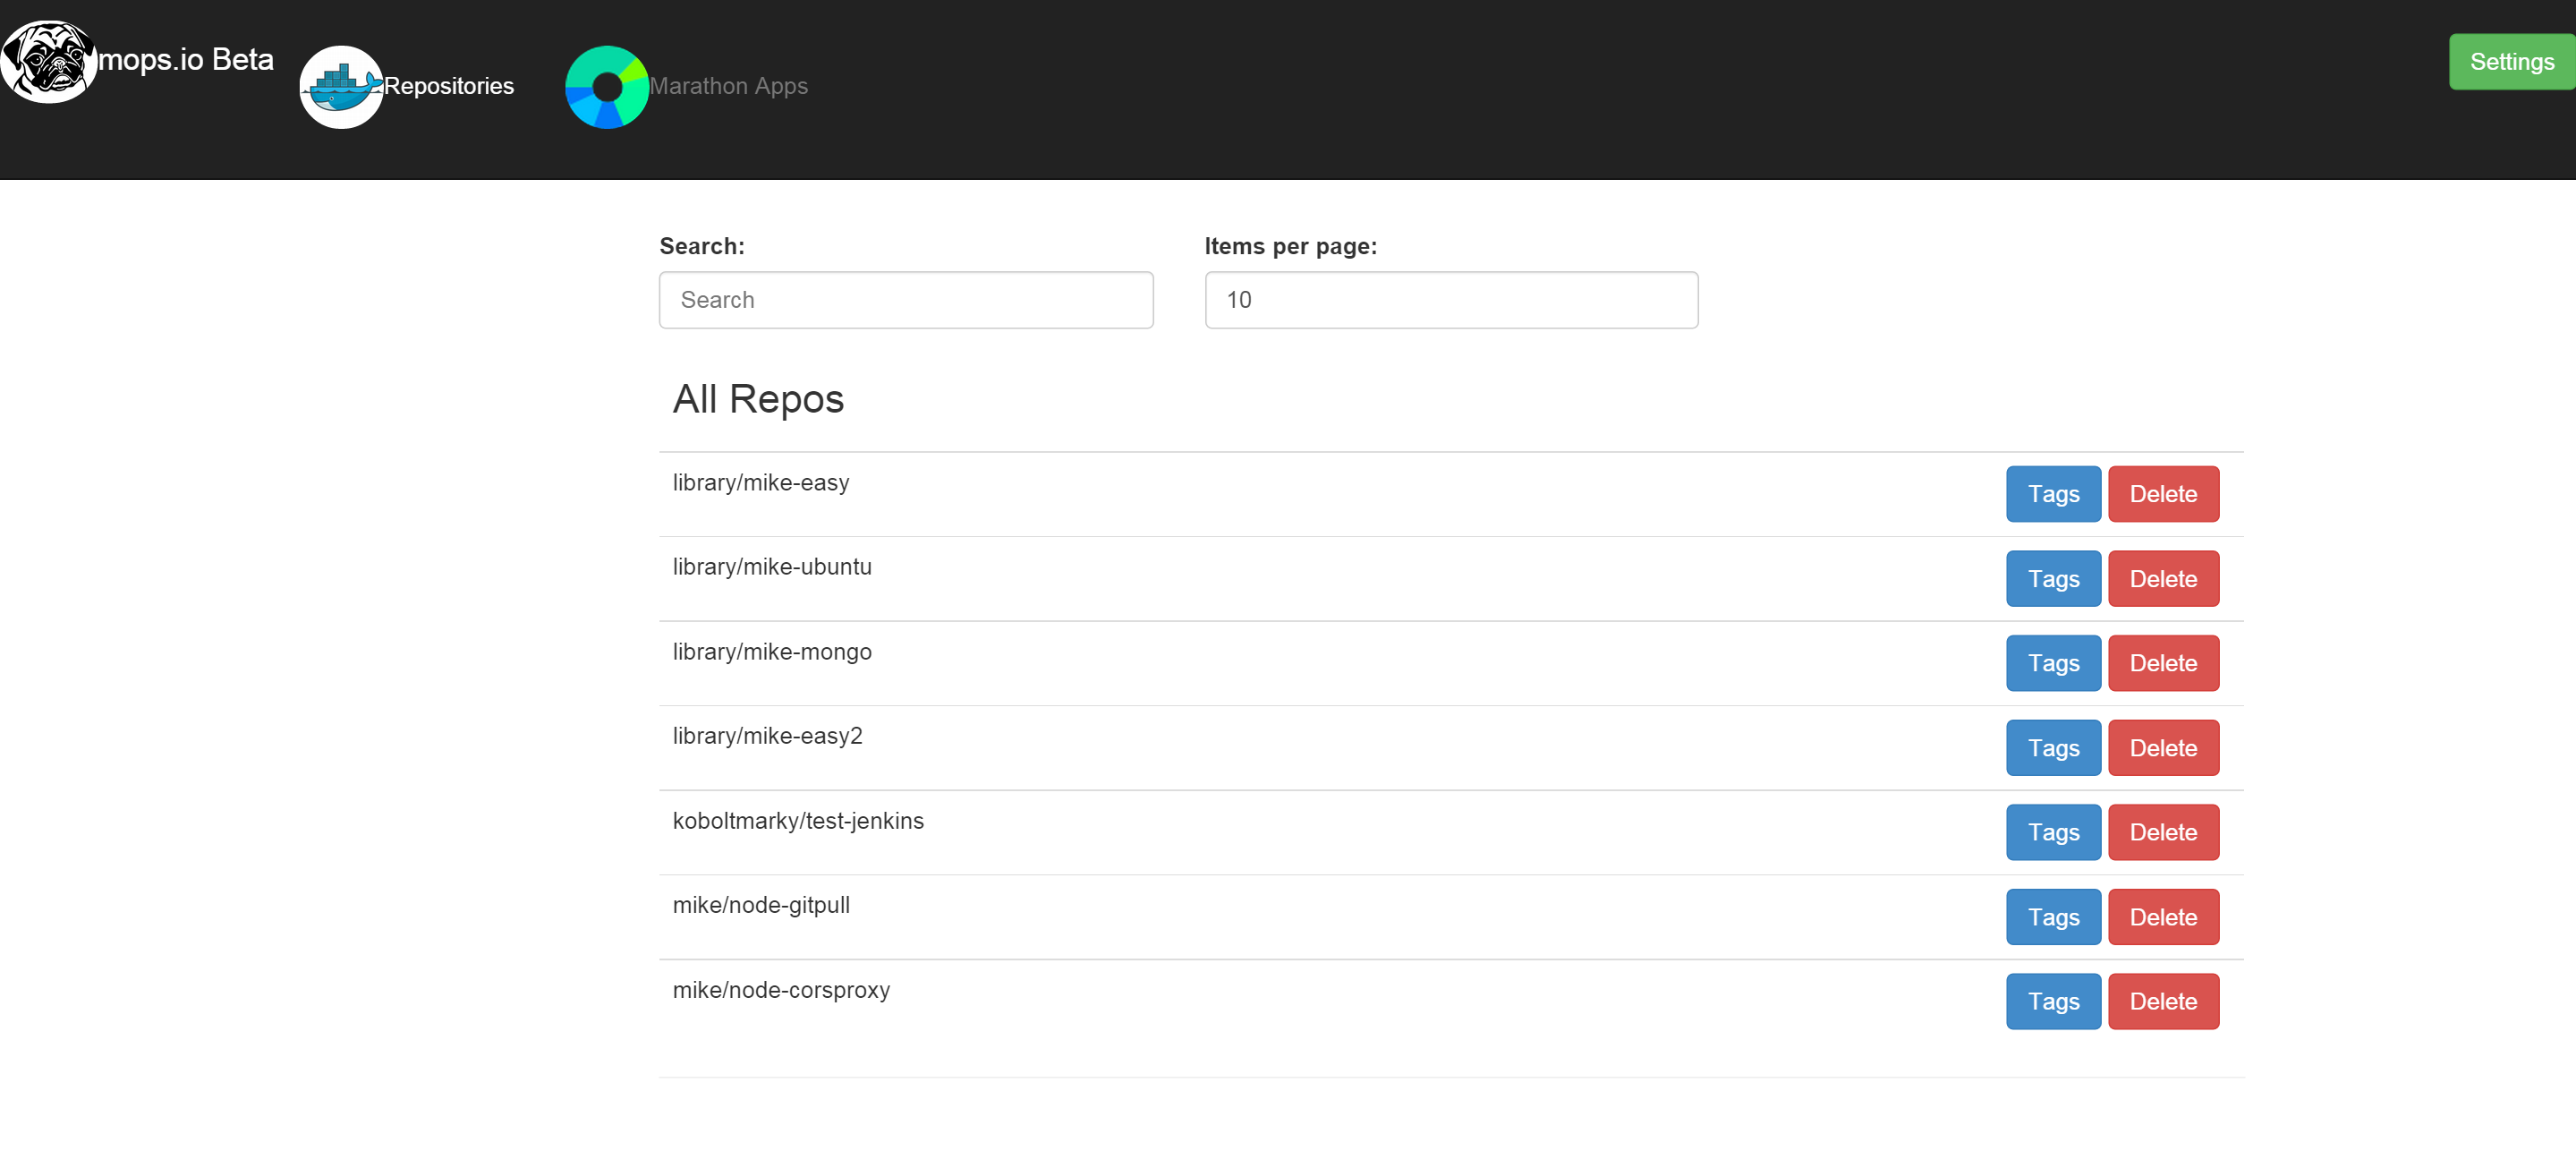 mops.io Beta
Repositories
Marathon Apps
Settings
Search:
Items per page:
Search
10
All Repos
library/mike-easy
Tags
Delete
library/mike-ubuntu
Tags
Delete
library/mike-mongo
Tags
Delete
library/mike-easy2
Tags
Delete
koboltmarky/test-jenkins
Tags
Delete
mike/node-gitpull
Tags
Delete
mike/node-corsproxy
Tags
Delete